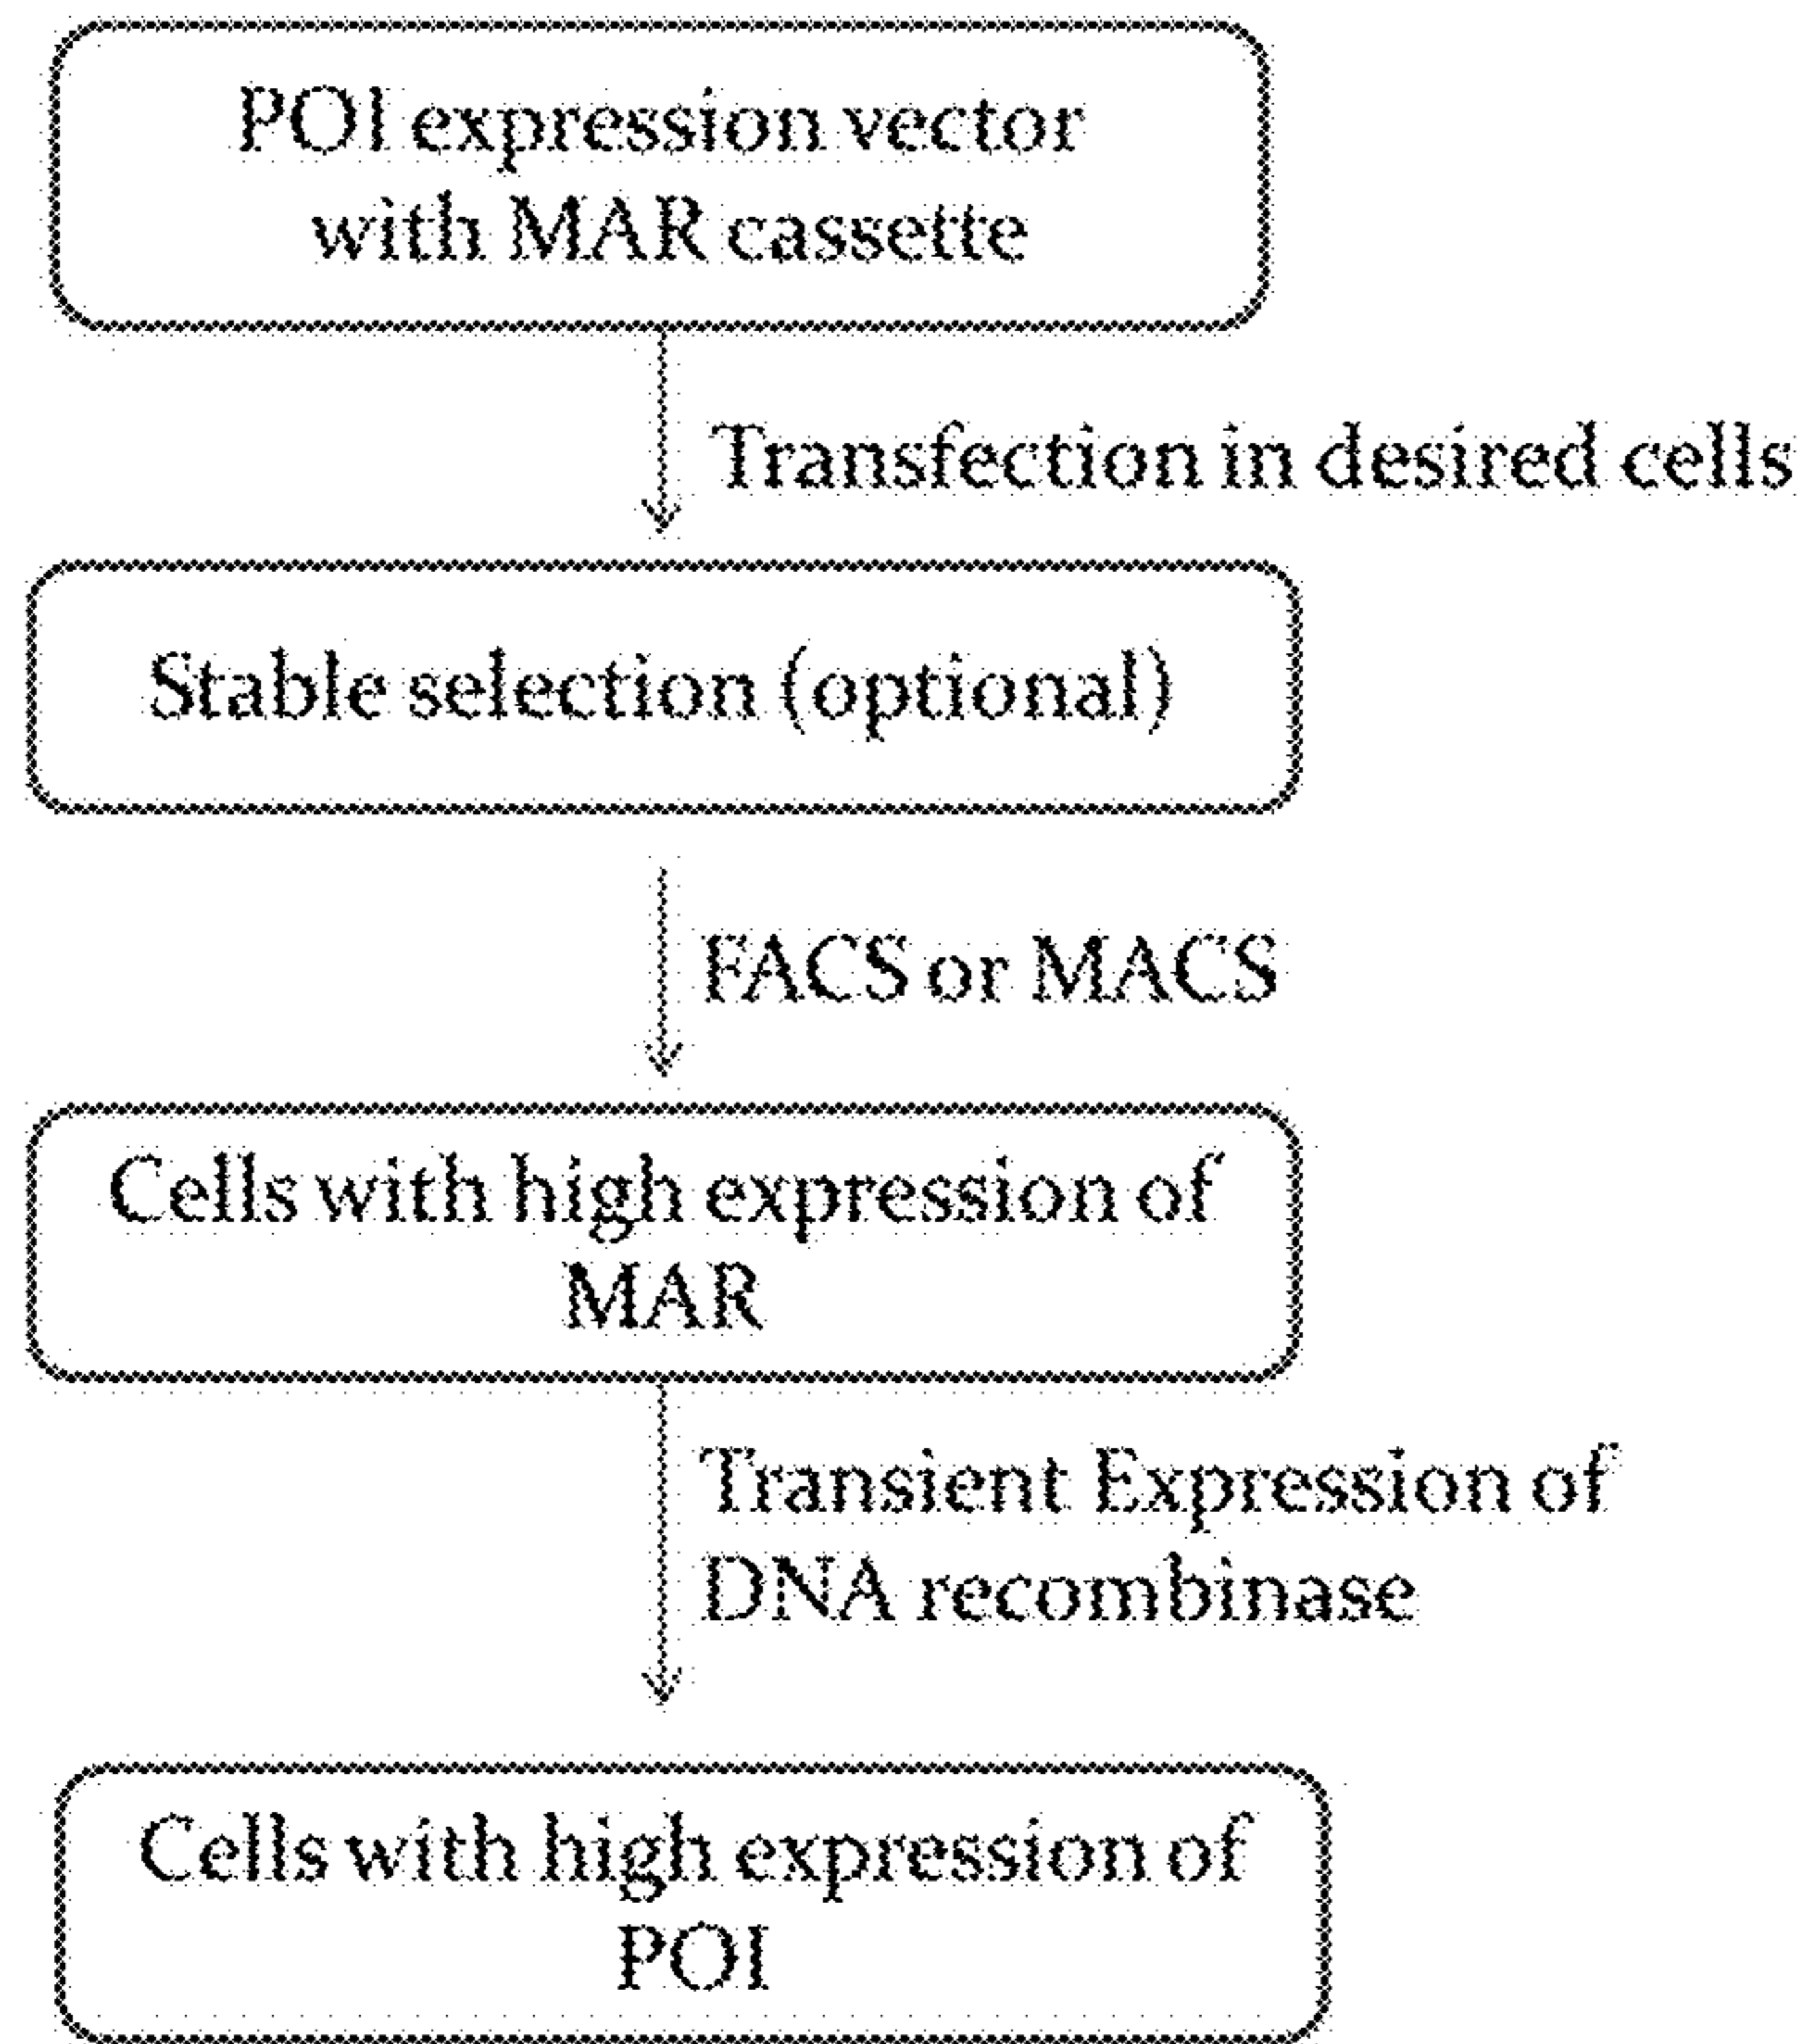 POI expression vector
with MAR cassette
Transfection in desired cells
Stable selection (optional)
FACS or MACS
Cells with high expression of
MAR
Transient Expression of
DNA recombinase
Cells with high expression of
POI